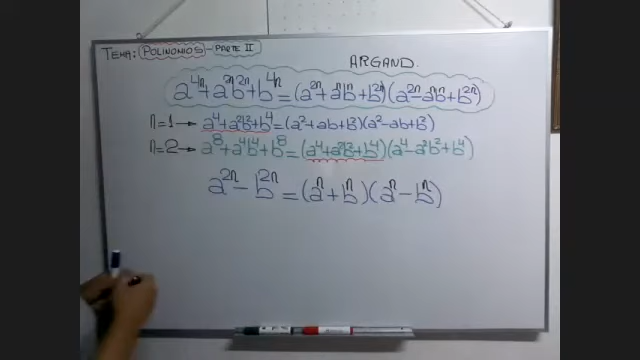 TEMA: POLINOMIOS - PARTE II
ARGAND.
a^4n + a^2n b^2n + b^4n = (a^2n + a^n b^n + b^2n)(a^2n - a^n b^n + b^2n)
n=1 → a^4 + a^2 b^2 + b^4 = (a^2 + ab + b^2)(a^2 - ab + b^2)
n=2 → a^8 + a^4 b^4 + b^8 = (a^4 + a^2 b^2 + b^4)(a^4 - a^2 b^2 + b^4)
a^2n - b^2n = (a^n + b^n)(a^n - b^n)